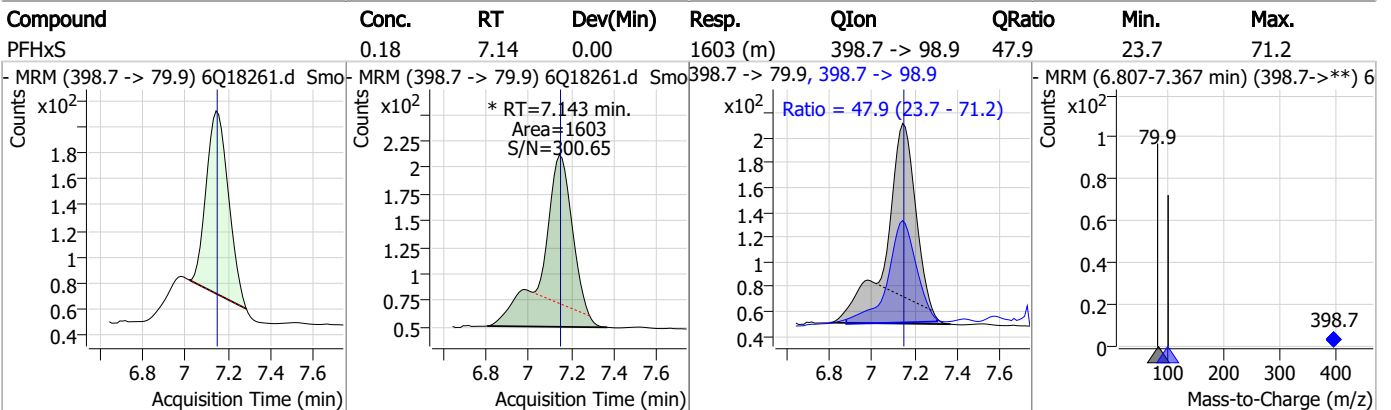 Compound Conc. RT Dev(Min) Resp. QIon QRatio Min. Max.
PFHxS 0.18 7.14 0.00 1603 (m) 398.7 -> 98.9 47.9 23.7 71.2
- MRM (398.7 -> 79.9) 6Q18261.d Smo
Counts
x10²
1.8
1.6
1.4
1.2
1
0.8
0.6
0.4
6.8 7 7.2 7.4 7.6
Acquisition Time (min)
- MRM (398.7 -> 79.9) 6Q18261.d Smo
Counts
x10²
* RT=7.143 min.
Area=1603
S/N=300.65
2.25
2
1.75
1.5
1.25
1
0.75
0.5
6.8 7 7.2 7.4 7.6
Acquisition Time (min)
398.7 -> 79.9, 398.7 -> 98.9
Counts
x10²
Ratio = 47.9 (23.7 - 71.2)
2
1.8
1.6
1.4
1.2
1
0.8
0.6
0.4
6.8 7 7.2 7.4 7.6
Acquisition Time (min)
- MRM (6.807-7.367 min) (398.7->**) 6
Counts
x10²
79.9
1
0.8
0.6
0.4
0.2
0
398.7
100 200 300 400
Mass-to-Charge (m/z)